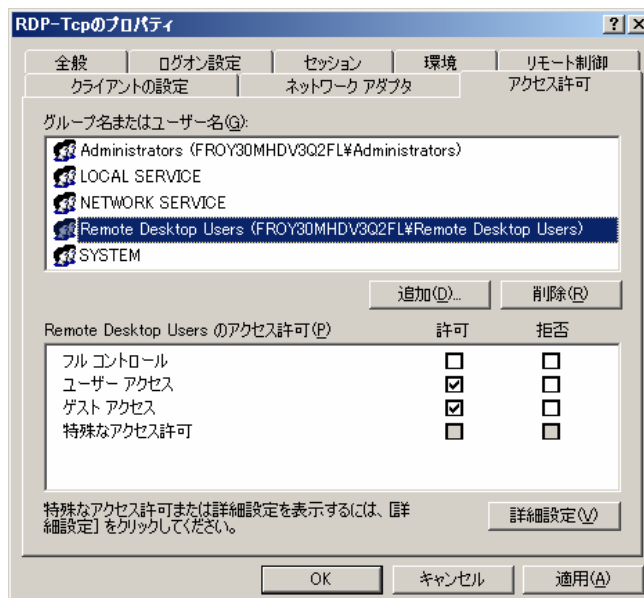 RDP-Tcpのプロパティ
全般 ログオン設定 セッション 環境 リモート制御
クライアントの設定 ネットワーク アダプタ アクセス許可
グループ名またはユーザー名(G):
Administrators (FROY30MHDV3Q2FL¥Administrators)
LOCAL SERVICE
NETWORK SERVICE
Remote Desktop Users (FROY30MHDV3Q2FL¥Remote Desktop Users)
SYSTEM
追加(D)... 削除(R)
Remote Desktop Users のアクセス許可(P) 許可 拒否
フル コントロール
ユーザー アクセス
ゲスト アクセス
特殊なアクセス許可
特殊なアクセス許可または詳細設定を表示するには、[詳
細設定] をクリックしてください。
詳細設定(V)
OK キャンセル 適用(A)